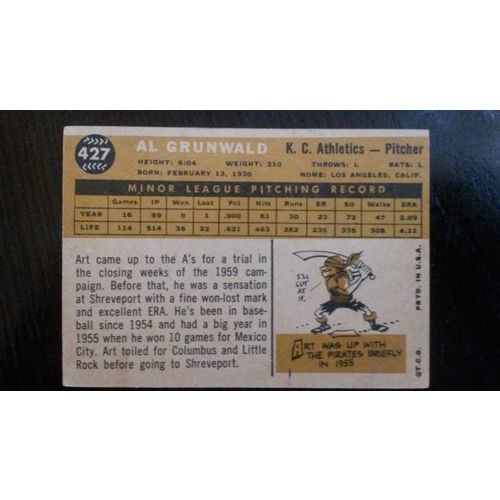 427
AL GRUNWALD K. C. Athletics — Pitcher
HEIGHT: 6:04 WEIGHT: 210 THROWS: L BATS: L
BORN: FEBRUARY 13, 1930 HOME: LOS ANGELES, CALIF.
MINOR LEAGUE PITCHING RECORD
Games IP Won Lost Pct Hits Runs ER SO Walks ERA
YEAR 16 99 9 1 .900 61 30 23 72 47 2.09
LIFE 114 514 36 22 .621 463 282 235 335 308 4.11
Art came up to the A's for a trial in
the closing weeks of the 1959 cam-
paign. Before that, he was a sensation
at Shreveport with a fine won-lost mark
and excellent ERA. He's been in base-
ball since 1954 and had a big year in
1955 when he won 10 games for Mexico
City. Art toiled for Columbus and Little
Rock before going to Shreveport.
I'LL
CUT
AT
IT.
ART WAS UP WITH
THE PIRATES BRIEFLY
IN 1955
©T.C.G. PRTD. IN U.S.A.